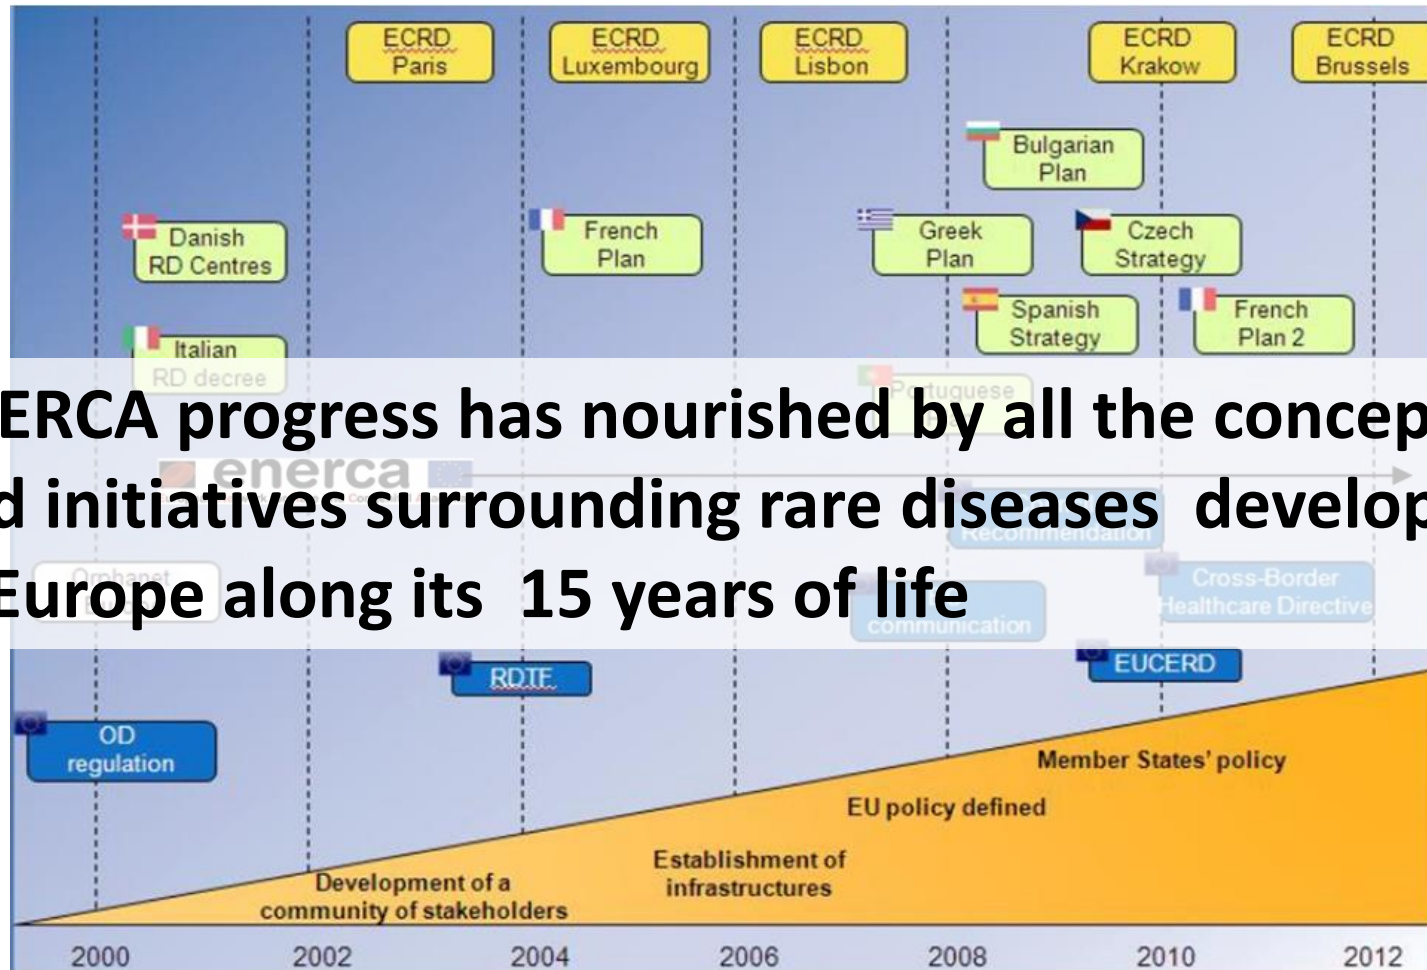 ECRD
Paris
ECRD
Luxembourg
ECRD
Lisbon
ECRD
Krakow
ECRD
Brussels
Bulgarian
Plan
Danish
RD Centres
French
Plan
Greek
Plan
Czech
Strategy
Italian
RD decree
Spanish
Strategy
French
Plan 2
Portuguese
ERCA progress has nourished by all the concep
enerca
d initiatives surrounding rare diseases develop
Recommendation
Orphanet
Europe along its 15 years of life
communication
Cross-Border
Healthcare Directive
RDTF
EUCERD
OD
regulation
Member States' policy
EU policy defined
Establishment of
infrastructures
Development of a
community of stakeholders
2000 2002 2004 2006 2008 2010 2012